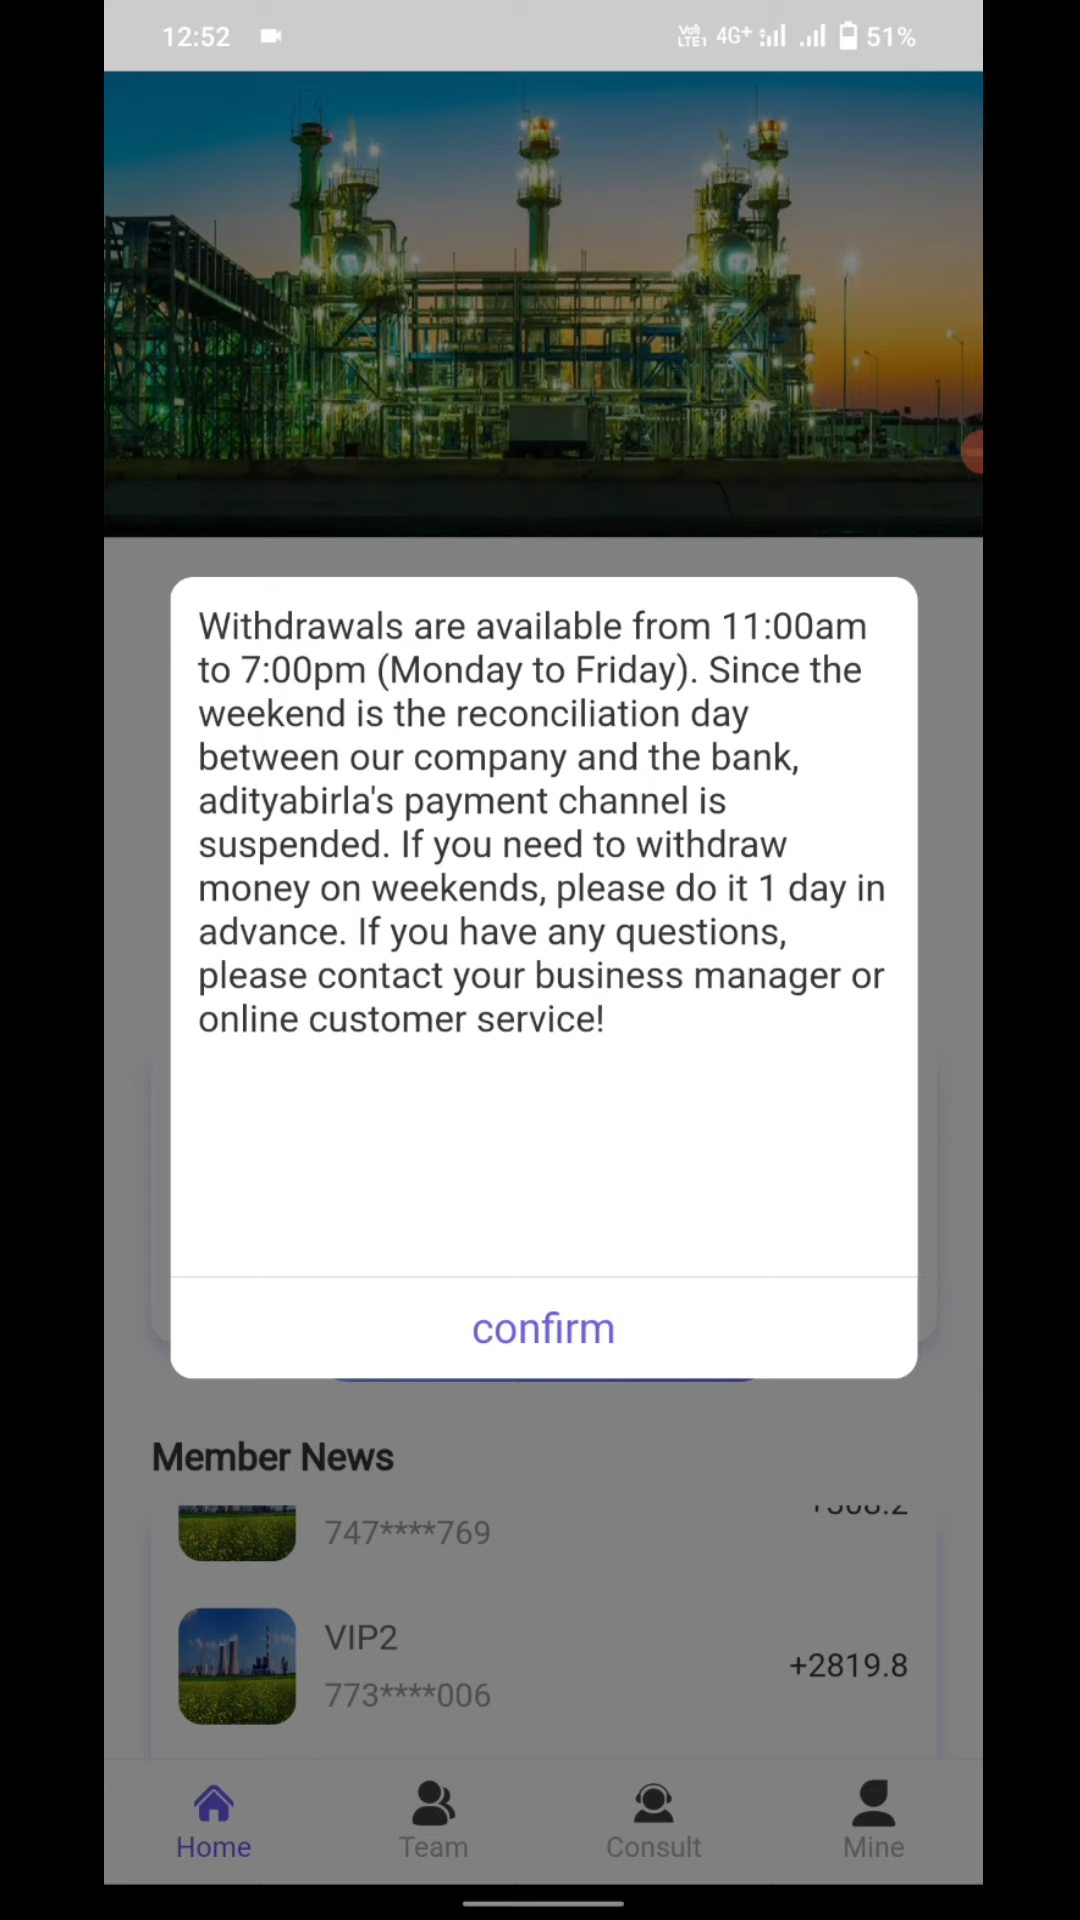 12:52
Vo) LTE1 4G+ 51%
Withdrawals are available from 11:00am
to 7:00pm (Monday to Friday). Since the
weekend is the reconciliation day
between our company and the bank,
adityabirla's payment channel is
suspended. If you need to withdraw
money on weekends, please do it 1 day in
advance. If you have any questions,
please contact your business manager or
online customer service!
confirm
Member News
747****769
VIP2
+2819.8
773****006
Home
Team
Consult
Mine